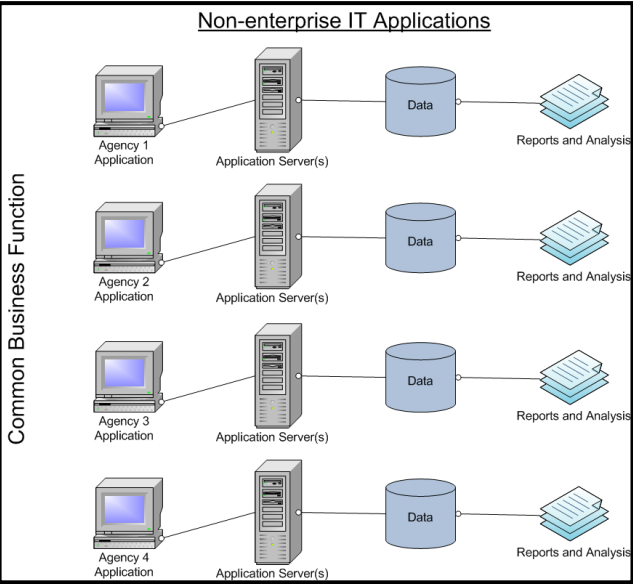 Non-enterprise IT Applications
Common Business Function
Agency 1
Application
Application Server(s)
Data
Reports and Analysis
Agency 2
Application
Application Server(s)
Data
Reports and Analysis
Agency 3
Application
Application Server(s)
Data
Reports and Analysis
Agency 4
Application
Application Server(s)
Data
Reports and Analysis